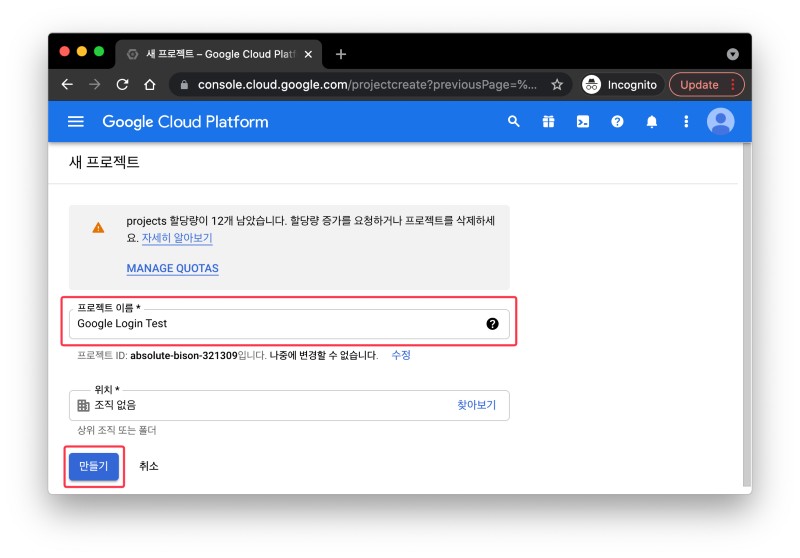 새 프로젝트 – Google Cloud Platf
console.cloud.google.com/projectcreate?previousPage=%...
Incognito
Update
Google Cloud Platform
새 프로젝트
projects 할당량이 12개 남았습니다. 할당량 증가를 요청하거나 프로젝트를 삭제하세
요. 자세히 알아보기
MANAGE QUOTAS
프로젝트 이름 *
Google Login Test
프로젝트 ID: absolute-bison-321309입니다. 나중에 변경할 수 없습니다. 수정
위치 *
조직 없음
찾아보기
상위 조직 또는 폴더
만들기
취소